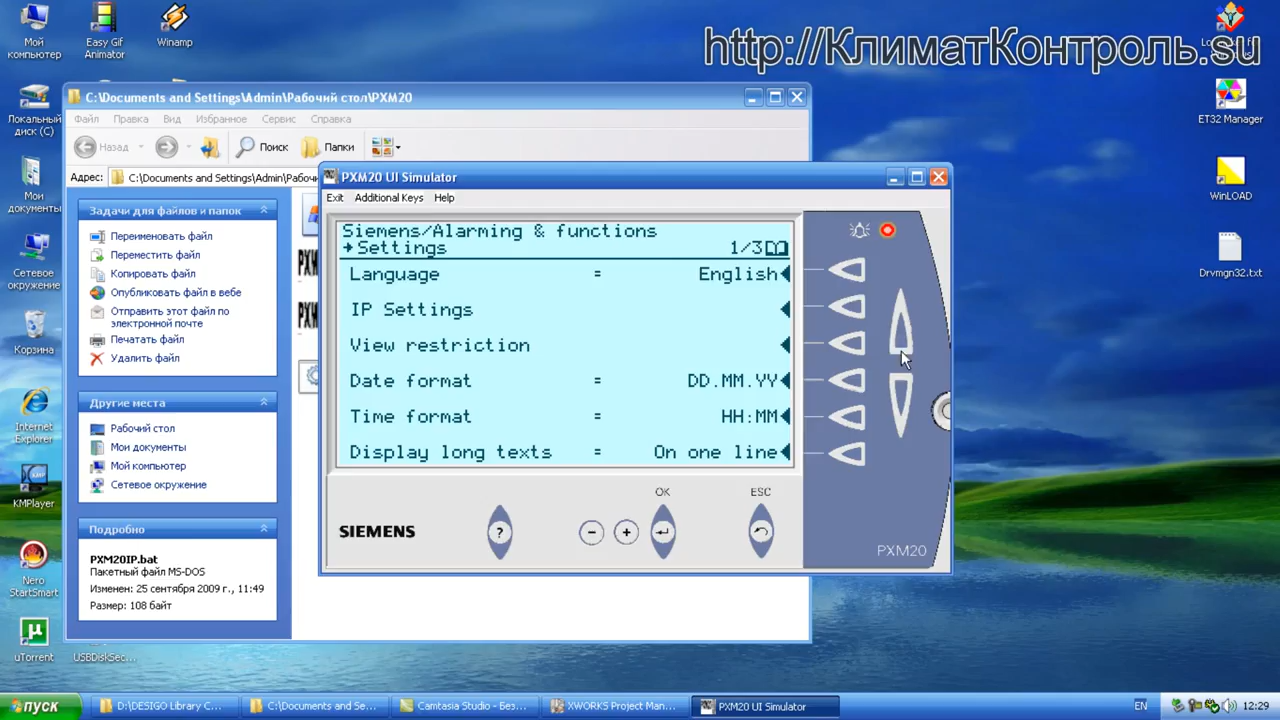 Мой
компьютер
Easy Gif
Animator
Winamp
http://КлиматКонтроль.su
C:\Documents and Settings\Admin\Рабочий стол\PXM20
Локальный
диск (C)
ET32 Manager
Файл Правка Вид Избранное Сервис Справка
Назад Поиск Папки
Адрес: C:\Documents and Settings\Admin\Рабоч
PXM20 UI Simulator
Exit Additional Keys Help
Мои
документы
WinLOAD
Задачи для файлов и папок
Переименовать файл
Переместить файл
Копировать файл
Опубликовать файл в вебе
Отправить этот файл по
электронной почте
Печатать файл
Удалить файл
Siemens/Alarming & functions
Settings 1/3
Language = English
IP Settings
View restriction
Date format = DD.MM.YY
Time format = HH:MM
Display long texts = On one line
Сетевое
окружение
Drvmgn32.txt
Корзина
Другие места
Рабочий стол
Мои документы
Мой компьютер
Сетевое окружение
Internet
Explorer
KMPlayer
OK ESC
SIEMENS ? − +
PXM20
Подробно
PXM20IP.bat
Пакетный файл MS-DOS
Изменен: 25 сентября 2009 г., 11:49
Размер: 108 байт
Nero
StartSmart
uTorrent
USBDiskSec...
пуск
D:\DESIGO Library C...
C:\Documents and Se...
Camtasia Studio - Без...
XWORKS Project Man...
PXM20 UI Simulator
EN
12:29